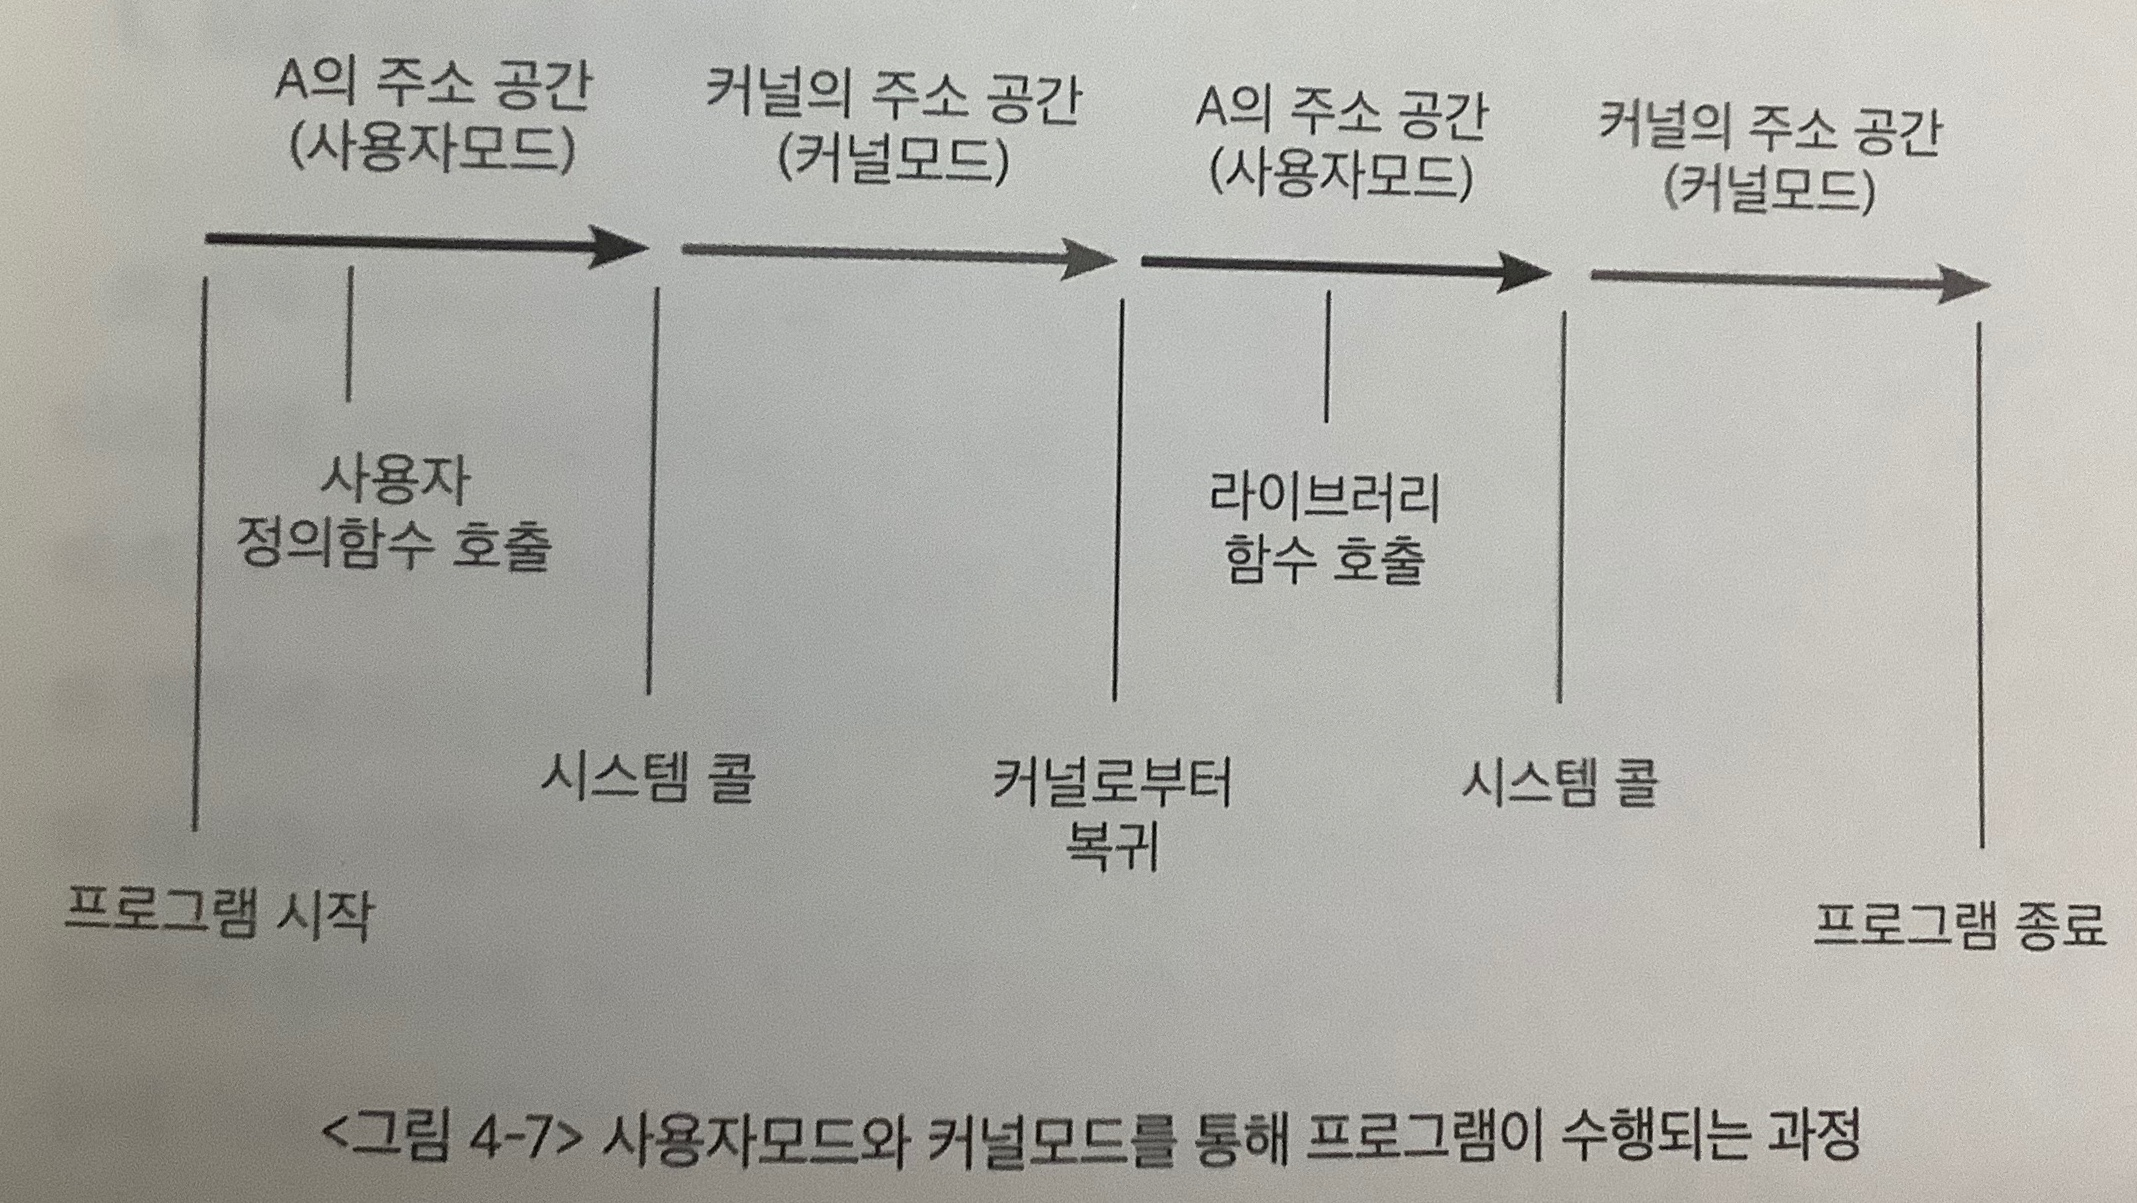 A의 주소 공간
(사용자모드)
커널의 주소 공간
(커널모드)
A의 주소 공간
(사용자모드)
커널의 주소 공간
(커널모드)
사용자
정의함수 호출
라이브러리
함수 호출
시스템 콜
커널로부터
복귀
시스템 콜
프로그램 시작
프로그램 종료
<그림 4-7> 사용자모드와 커널모드를 통해 프로그램이 수행되는 과정